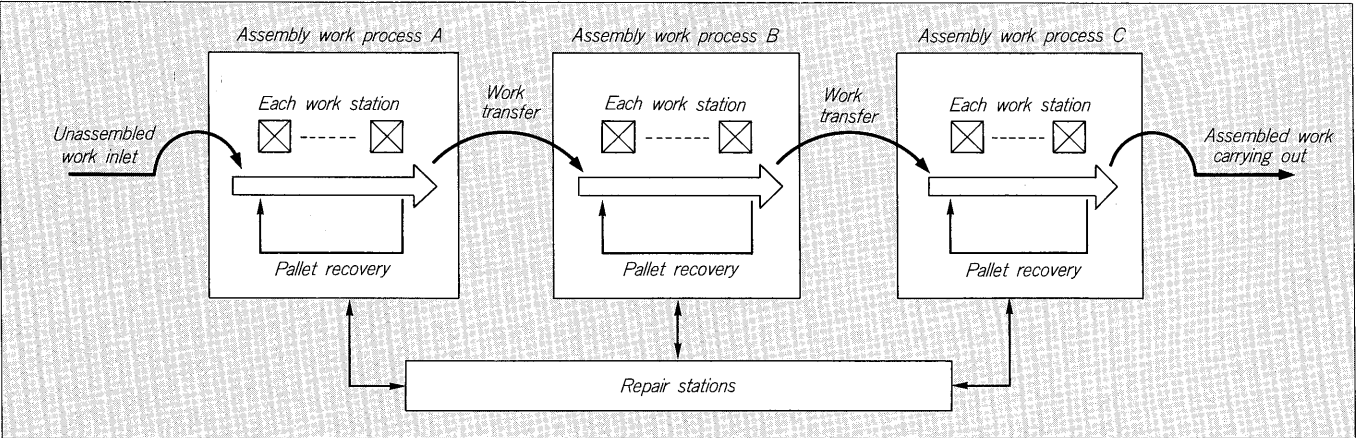 Assembly work process A
Assembly work process B
Assembly work process C
Unassembled
work inlet
Each work station
Pallet recovery
Work
transfer
Each work station
Pallet recovery
Work
transfer
Each work station
Pallet recovery
Assembled work
carrying out
Repair stations